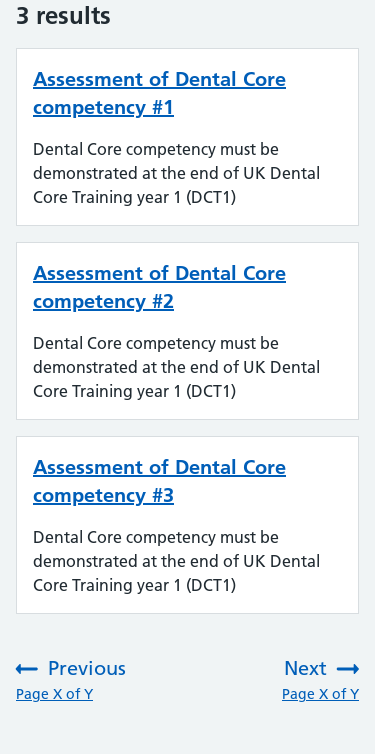 3 results
Assessment of Dental Core
competency #1
Dental Core competency must be
demonstrated at the end of UK Dental
Core Training year 1 (DCT1)
Assessment of Dental Core
competency #2
Dental Core competency must be
demonstrated at the end of UK Dental
Core Training year 1 (DCT1)
Assessment of Dental Core
competency #3
Dental Core competency must be
demonstrated at the end of UK Dental
Core Training year 1 (DCT1)
Previous
Page X of Y
Next
Page X of Y